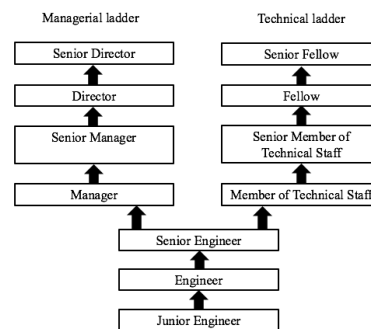 Managerial ladder
Technical ladder
Senior Director
Senior Fellow
Director
Fellow
Senior Manager
Senior Member of
Technical Staff
Manager
Member of Technical Staff
Senior Engineer
Engineer
Junior Engineer